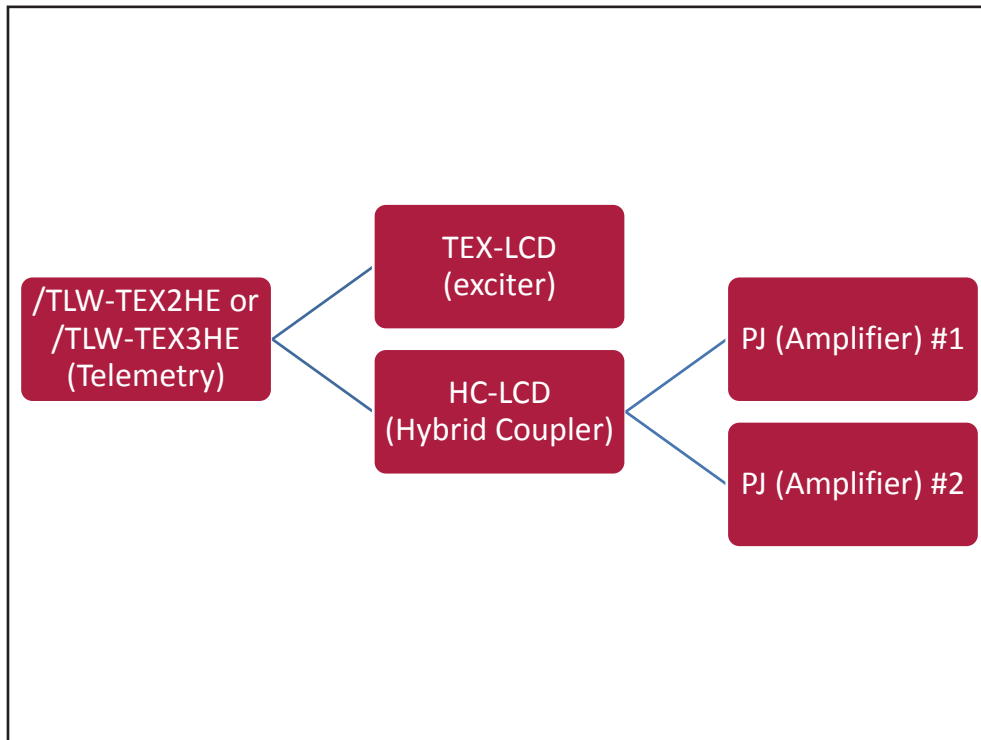 /TLW-TEX2HE or
/TLW-TEX3HE
(Telemetry)
TEX-LCD
(exciter)
HC-LCD
(Hybrid Coupler)
PJ (Amplifier) #1
PJ (Amplifier) #2